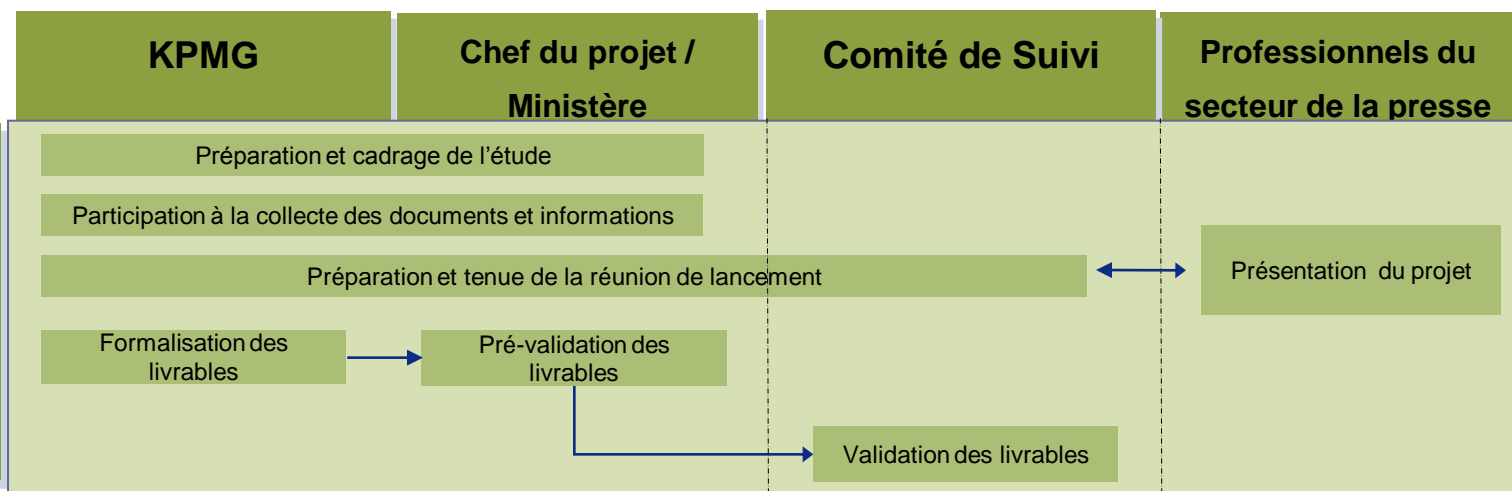 KPMG
Chef du projet /
Ministère
Comité de Suivi
Professionnels du
secteur de la presse
Préparation et cadrage de l’étude
Participation à la collecte des documents et informations
Préparation et tenue de la réunion de lancement
Présentation du projet
Formalisation des
livrables
Pré-validation des
livrables
Validation des livrables